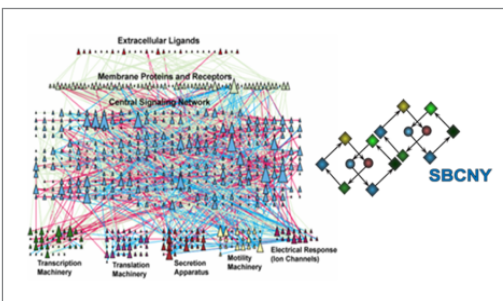 Extracellular Ligands
Membrane Proteins and Receptors
Central Signaling Network
SBCNY
Transcription
Machinery
Translation
Machinery
Secretion
Apparatus
Motility
Machinery
Electrical Response
(Ion Channels)